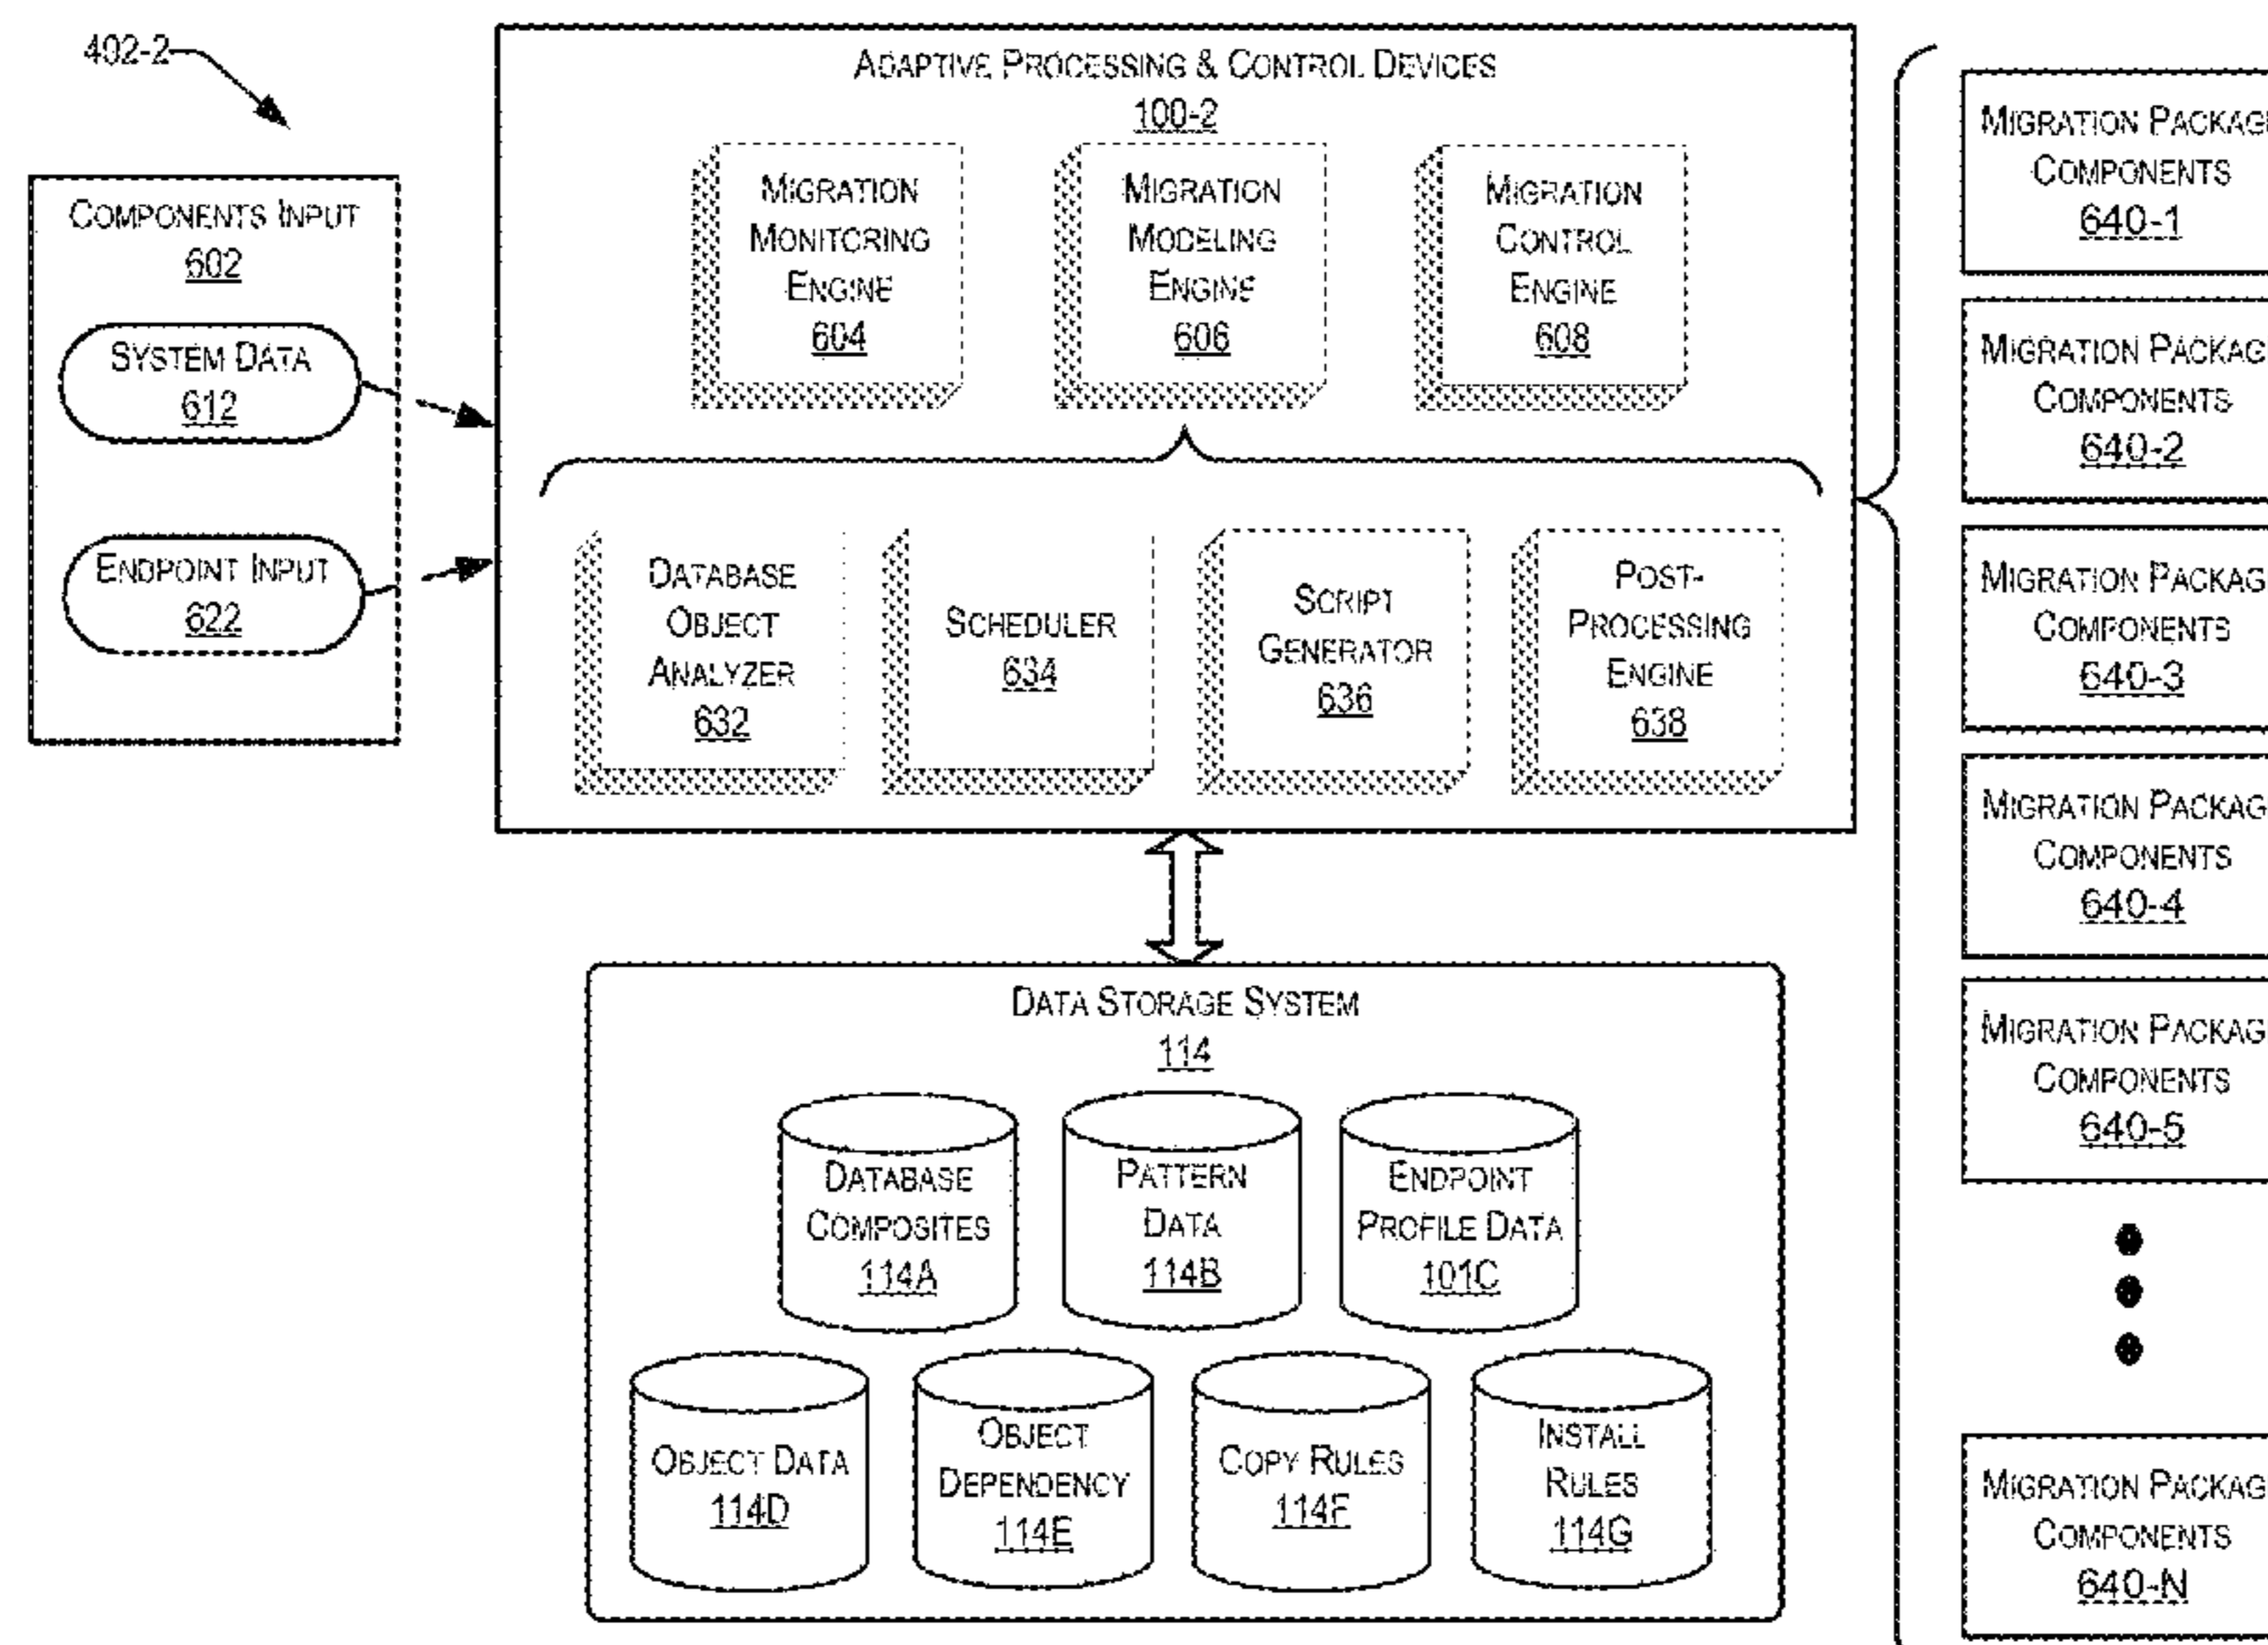 402-2
COMPONENTS INPUT
602
SYSTEM DATA
612
ENDPOINT INPUT
622
ADAPTIVE PROCESSING & CONTROL DEVICES
100-2
MIGRATION
MONITORING
ENGINE
604
MIGRATION
MODELING
ENGINE
606
MIGRATION
CONTROL
ENGINE
608
DATABASE
OBJECT
ANALYZER
632
SCHEDULER
634
SCRIPT
GENERATOR
636
POST-
PROCESSING
ENGINE
638
DATA STORAGE SYSTEM
114
DATABASE
COMPOSITES
114A
PATTERN
DATA
114B
ENDPOINT
PROFILE DATA
101C
OBJECT DATA
114D
OBJECT
DEPENDENCY
114E
COPY RULES
114F
INSTALL
RULES
114G
MIGRATION PACKAGE
COMPONENTS
640-1
MIGRATION PACKAG
COMPONENTS
640-2
MIGRATION PACKAG
COMPONENTS
640-3
MIGRATION PACKAG
COMPONENTS
640-4
MIGRATION PACKAG
COMPONENTS
640-5
MIGRATION PACKAG
COMPONENTS
640-N